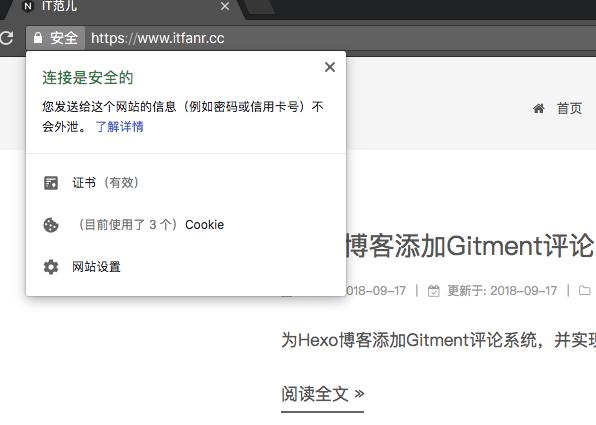 N IT范儿
安全 https://www.itfanr.cc
连接是安全的
您发送给这个网站的信息（例如密码或信用卡号）不
会外泄。 了解详情
证书（有效）
（目前使用了 3 个）Cookie
网站设置
首页
博客添加Gitment评论
018-09-17 | 更新于: 2018-09-17 |
为Hexo博客添加Gitment评论系统，并实现
阅读全文 »